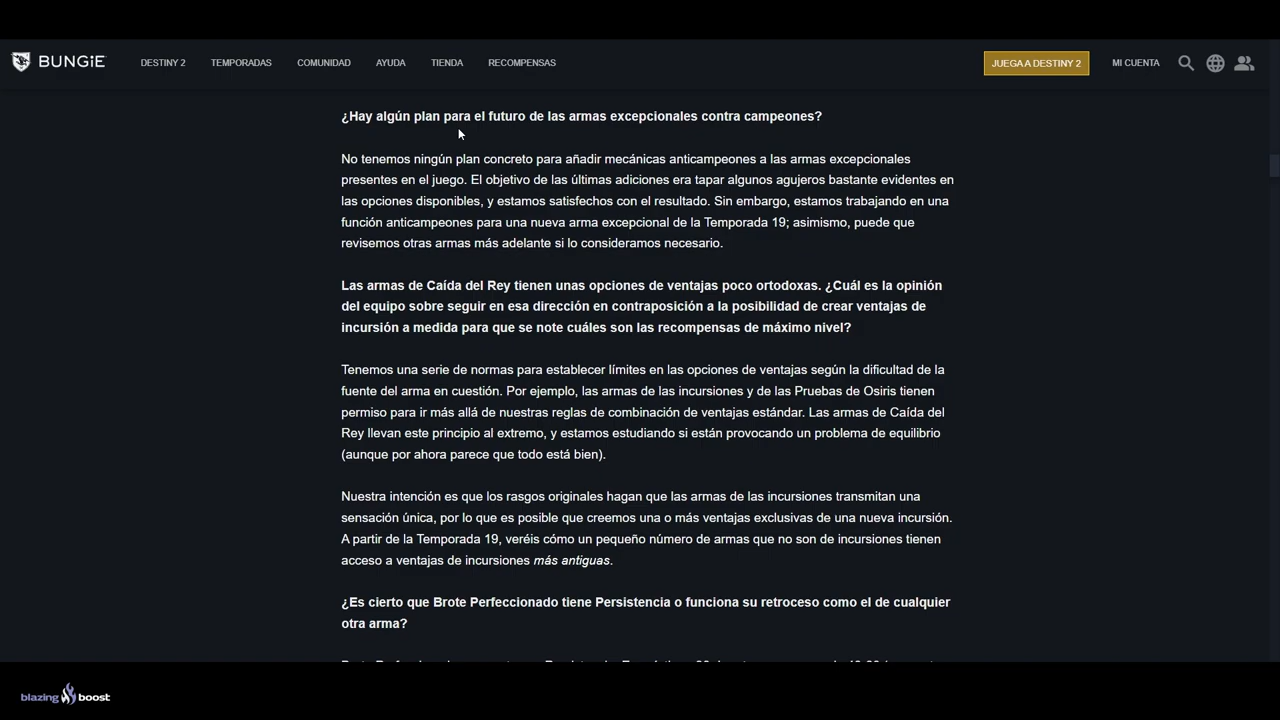 BUNGiE
DESTINY 2 TEMPORADAS COMUNIDAD AYUDA TIENDA RECOMPENSAS
JUEGA A DESTINY 2 MI CUENTA
¿Hay algún plan para el futuro de las armas excepcionales contra campeones?
No tenemos ningún plan concreto para añadir mecánicas anticampeones a las armas excepcionales
presentes en el juego. El objetivo de las últimas adiciones era tapar algunos agujeros bastante evidentes en
las opciones disponibles, y estamos satisfechos con el resultado. Sin embargo, estamos trabajando en una
función anticampeones para una nueva arma excepcional de la Temporada 19; asimismo, puede que
revisemos otras armas más adelante si lo consideramos necesario.
Las armas de Caída del Rey tienen unas opciones de ventajas poco ortodoxas. ¿Cuál es la opinión
del equipo sobre seguir en esa dirección en contraposición a la posibilidad de crear ventajas de
incursión a medida para que se note cuáles son las recompensas de máximo nivel?
Tenemos una serie de normas para establecer límites en las opciones de ventajas según la dificultad de la
fuente del arma en cuestión. Por ejemplo, las armas de las incursiones y de las Pruebas de Osiris tienen
permiso para ir más allá de nuestras reglas de combinación de ventajas estándar. Las armas de Caída del
Rey llevan este principio al extremo, y estamos estudiando si están provocando un problema de equilibrio
(aunque por ahora parece que todo está bien).
Nuestra intención es que los rasgos originales hagan que las armas de las incursiones transmitan una
sensación única, por lo que es posible que creemos una o más ventajas exclusivas de una nueva incursión.
A partir de la Temporada 19, veréis cómo un pequeño número de armas que no son de incursiones tienen
acceso a ventajas de incursiones más antiguas.
¿Es cierto que Brote Perfeccionado tiene Persistencia o funciona su retroceso como el de cualquier
otra arma?
blazing boost